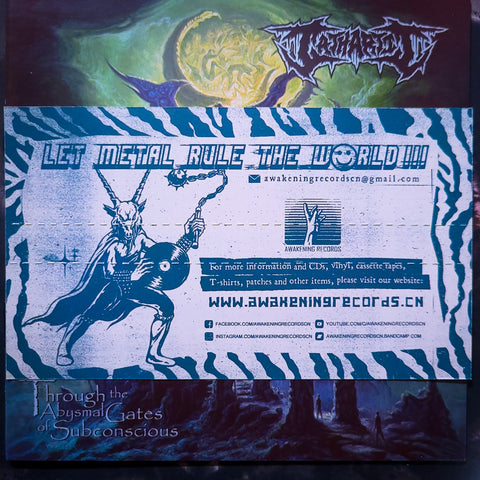 CATHARTIC
LET METAL RULE THE WORLD!!!
awakeningrecordscn@gmail.com
AWAKENING RECORDS
For more information and CDs, vinyl, cassette tapes,
T-shirts, patches and other items, please visit our website:
www.awakeningrecords.cn
FACEBOOK.COM/AWAKENINGRECORDSCN YOUTUBE.COM/@AWAKENINGRECORDSCN
INSTAGRAM.COM/AWAKENINGRECORDSCN AWAKENINGRECORDSCN.BANDCAMP.COM
Through the
Abysmal Gates
of Subconscious